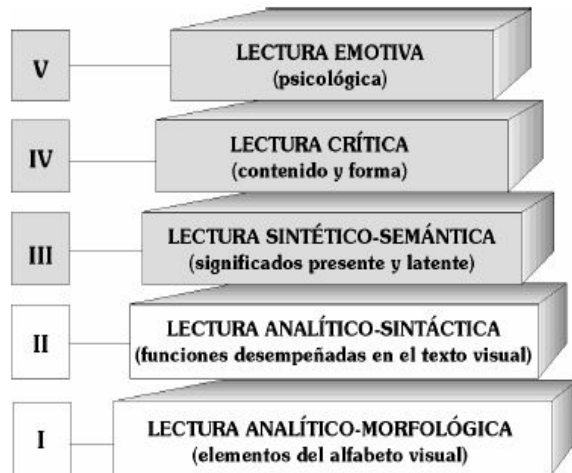 V
LECTURA EMOTIVA
(psicológica)
IV
LECTURA CRÍTICA
(contenido y forma)
III
LECTURA SINTÉTICO-SEMÁNTICA
(significados presente y latente)
II
LECTURA ANALÍTICO-SINTÁCTICA
(funciones desempeñadas en el texto visual)
I
LECTURA ANALÍTICO-MORFOLÓGICA
(elementos del alfabeto visual)